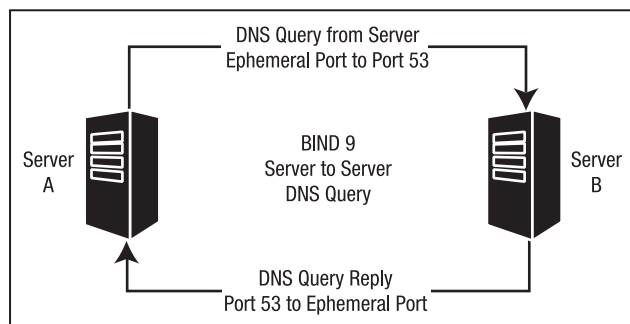 DNS Query from Server
Ephemeral Port to Port 53
Server
A
BIND 9
Server to Server
DNS Query
Server
B
DNS Query Reply
Port 53 to Ephemeral Port